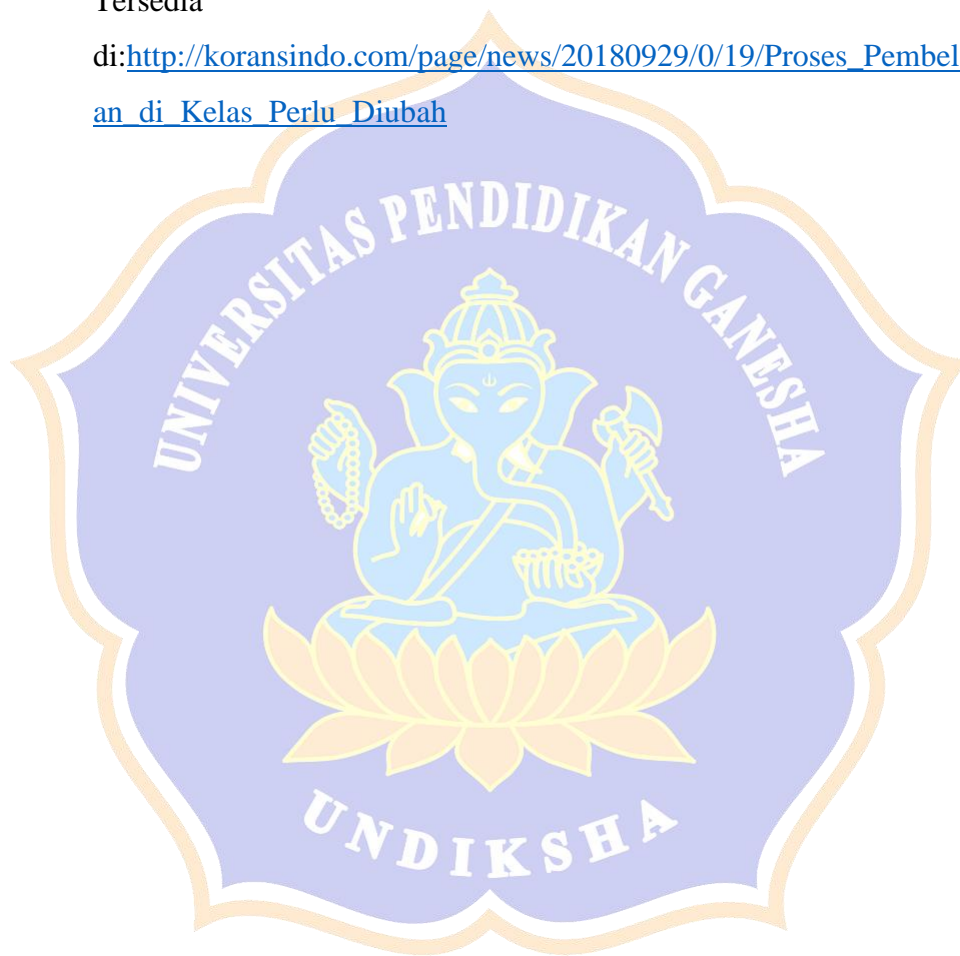 Tersedia
di:http://koransindo.com/page/news/20180929/0/19/Proses_Pembel
an_di_Kelas_Perlu_Diubah
UNIVERSITAS PENDIDIKAN GANESHA
UNDIKSHA